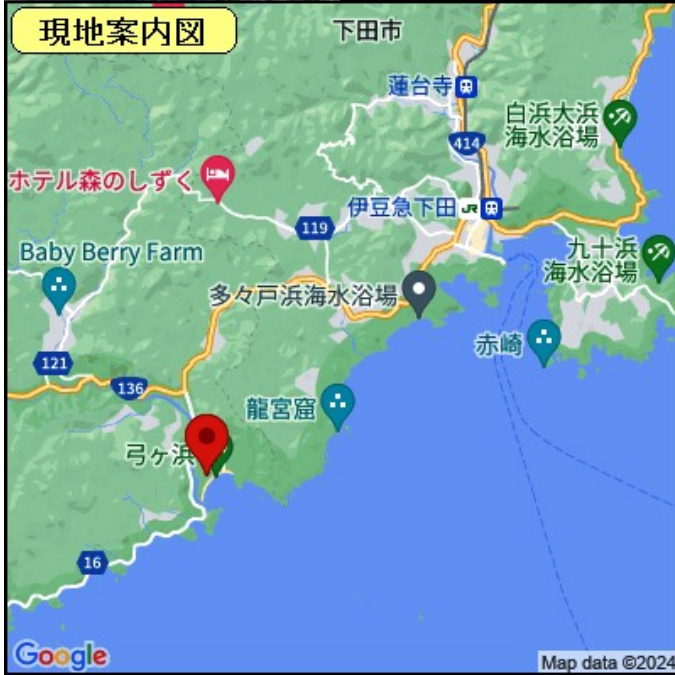 現地案内図
下田市
蓮台寺
白浜大浜
海水浴場
414
ホテル森のしずく
伊豆急下田
JR
119
九十浜
海水浴場
Baby Berry Farm
多々戸浜海水浴場
赤崎
121
136
龍宮窟
弓ヶ浜
16
Google
Map data ©2024